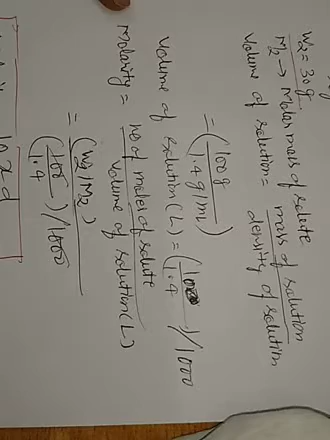 W₂ = 30 g
M₂ → Molar mass of solute
Volume of solution = mass of solution / density of solution
= (100 g / 1.4 g/mL)
Volume of solution (L) = (100 / 1.4) / 1000
Molarity = no of moles of solute / Volume of solution (L)
= (W₂/M₂) / (100 / 1.4) / 1000